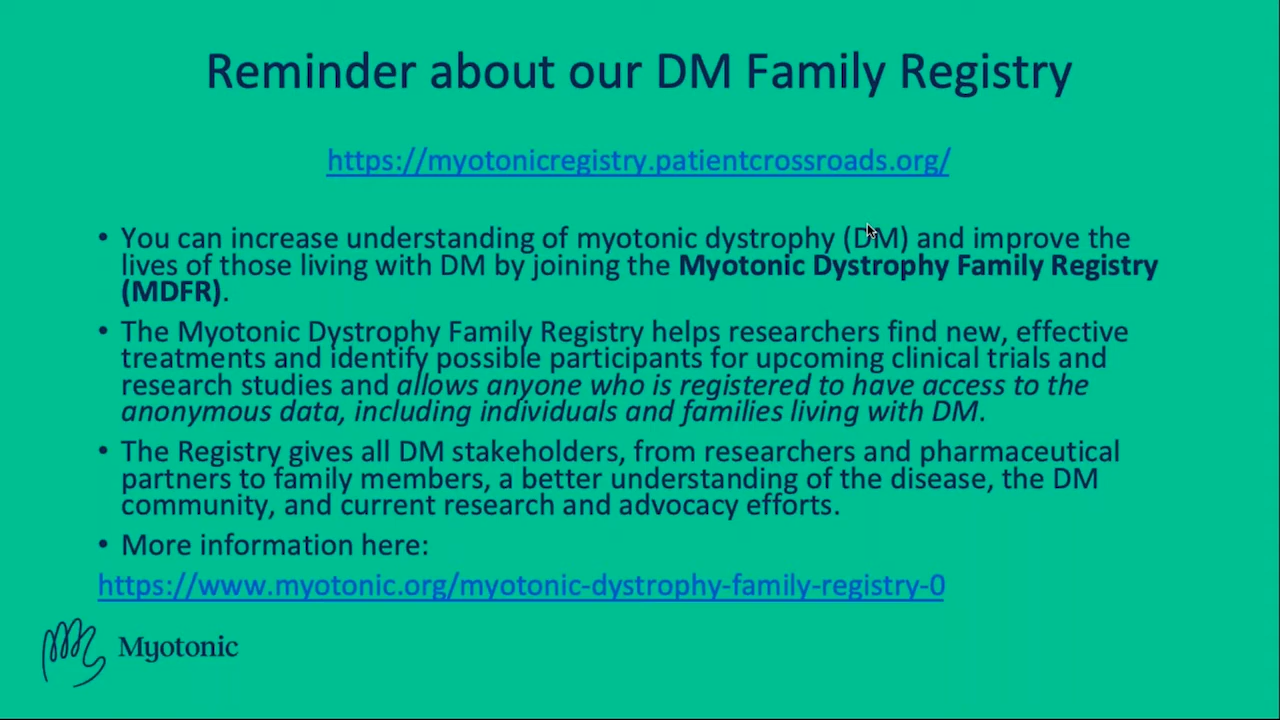 Reminder about our DM Family Registry
https://myotonicregistry.patientcrossroads.org/
• You can increase understanding of myotonic dystrophy (DM) and improve the
lives of those living with DM by joining the Myotonic Dystrophy Family Registry
(MDFR).
• The Myotonic Dystrophy Family Registry helps researchers find new, effective
treatments and identify possible participants for upcoming clinical trials and
research studies and allows anyone who is registered to have access to the
anonymous data, including individuals and families living with DM.
• The Registry gives all DM stakeholders, from researchers and pharmaceutical
partners to family members, a better understanding of the disease, the DM
community, and current research and advocacy efforts.
• More information here:
https://www.myotonic.org/myotonic-dystrophy-family-registry-0
Myotonic